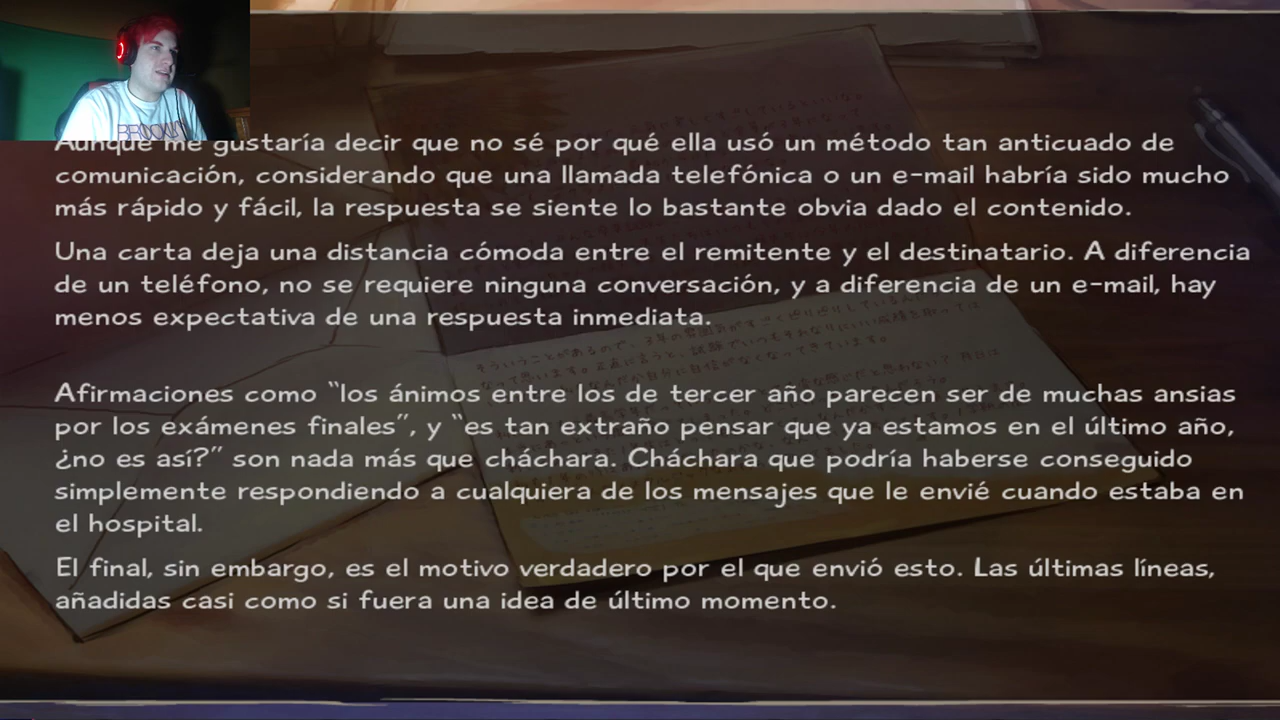 BROOKLYN
Aunque me gustaría decir que no sé por qué ella usó un método tan anticuado de
comunicación, considerando que una llamada telefónica o un e-mail habría sido mucho
más rápido y fácil, la respuesta se siente lo bastante obvia dado el contenido.
Una carta deja una distancia cómoda entre el remitente y el destinatario. A diferencia
de un teléfono, no se requiere ninguna conversación, y a diferencia de un e-mail, hay
menos expectativa de una respuesta inmediata.
Afirmaciones como “los ánimos entre los de tercer año parecen ser de muchas ansias
por los exámenes finales”, y “es tan extraño pensar que ya estamos en el último año,
¿no es así?” son nada más que cháchara. Cháchara que podría haberse conseguido
simplemente respondiendo a cualquiera de los mensajes que le envié cuando estaba en
el hospital.
El final, sin embargo, es el motivo verdadero por el que envió esto. Las últimas líneas,
añadidas casi como si fuera una idea de último momento.